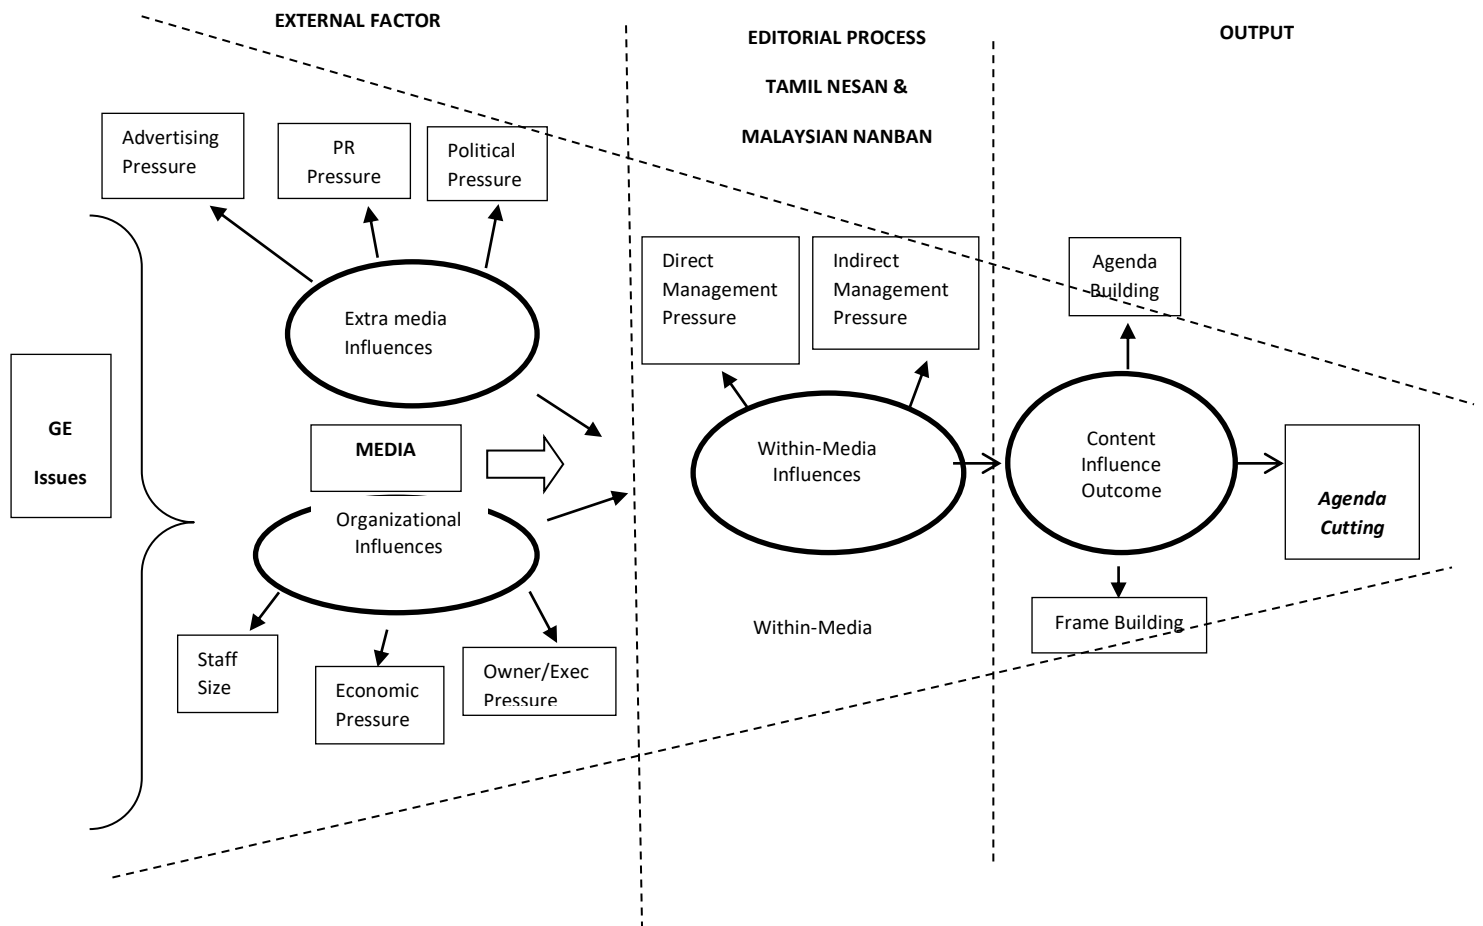 EXTERNAL FACTOR
EDITORIAL PROCESS
TAMIL NESAN &
MALAYSIAN NANBAN
OUTPUT
Advertising
Pressure
PR
Pressure
Political
Pressure
Extra media
Influences
GE
Issues
MEDIA
Organizational
Influences
Staff
Size
Economic
Pressure
Owner/Exec
Pressure
Direct
Management
Pressure
Indirect
Management
Pressure
Within-Media
Influences
Within-Media
Agenda
Building
Content
Influence
Outcome
Agenda
Cutting
Frame Building